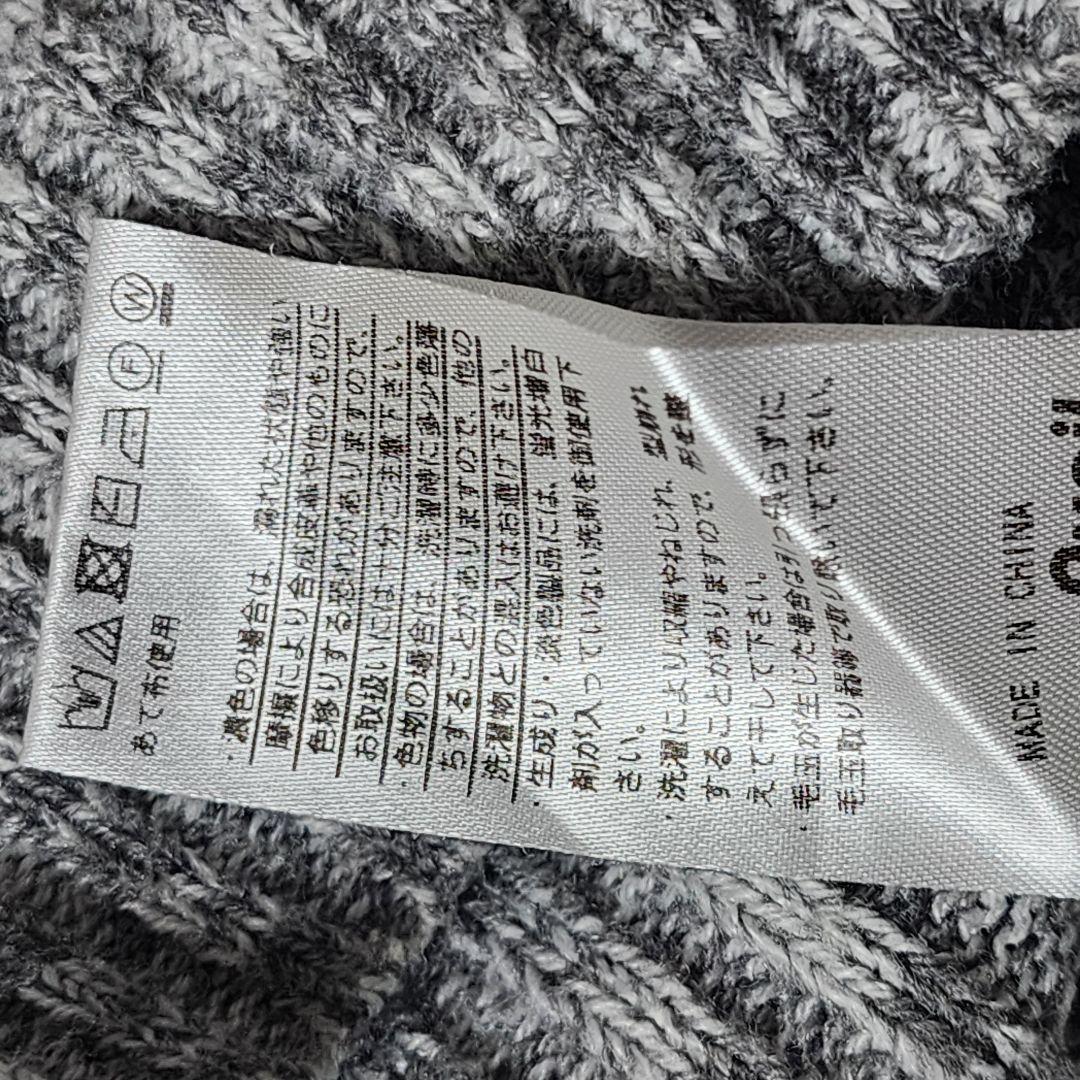 あて布使用
・濃色の場合は、濡れた状態や強い
摩擦により合成皮革や他のものに
色移りする恐れがありますので、
お取扱いには十分ご注意下さい。
・色物の場合は、洗濯時に多少色落
ちすることがありますので、他の
洗濯物との混入はお避け下さい。
・生成り・淡色製品には、蛍光増白
剤が入っていない洗剤を御使用下
さい。
・洗濯により収縮やねじれ、型崩れ
することがありますので、形を整
えて干して下さい。
・毛玉が生じた場合は引っ張らずに
毛玉取り器等で取り除いて下さい。
MADE IN CHINA